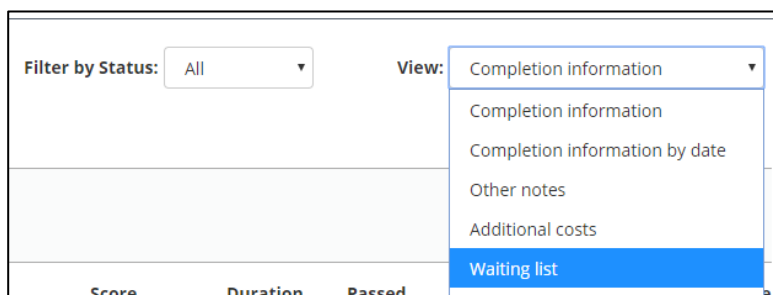 Filter by Status: All View: Completion information
Completion information
Completion information by date
Other notes
Additional costs
Waiting list
Score Duration Passed